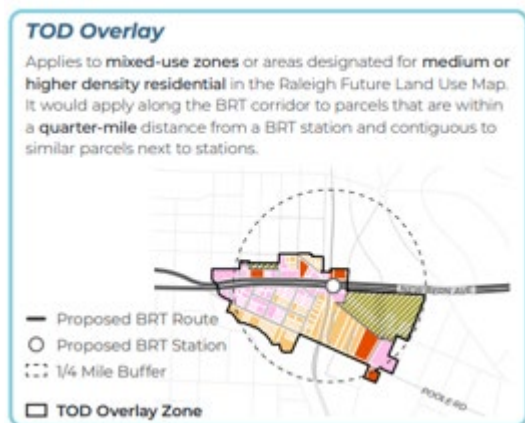 TOD Overlay
Applies to mixed-use zones or areas designated for medium or
higher density residential in the Raleigh Future Land Use Map.
It would apply along the BRT corridor to parcels that are within
a quarter-mile distance from a BRT station and contiguous to
similar parcels next to stations.
NEW BERN AVE
Proposed BRT Route
Proposed BRT Station
1/4 Mile Buffer
POOLE RD
TOD Overlay Zone